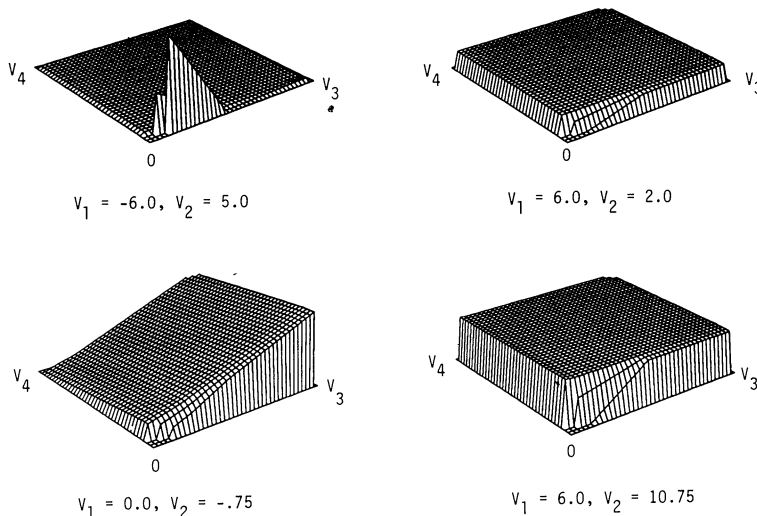 V4
V3
0
V1 = -6.0, V2 = 5.0
V4
V3
0
V1 = 6.0, V2 = 2.0
V4
V3
0
V1 = 0.0, V2 = -.75
V4
V3
0
V1 = 6.0, V2 = 10.75